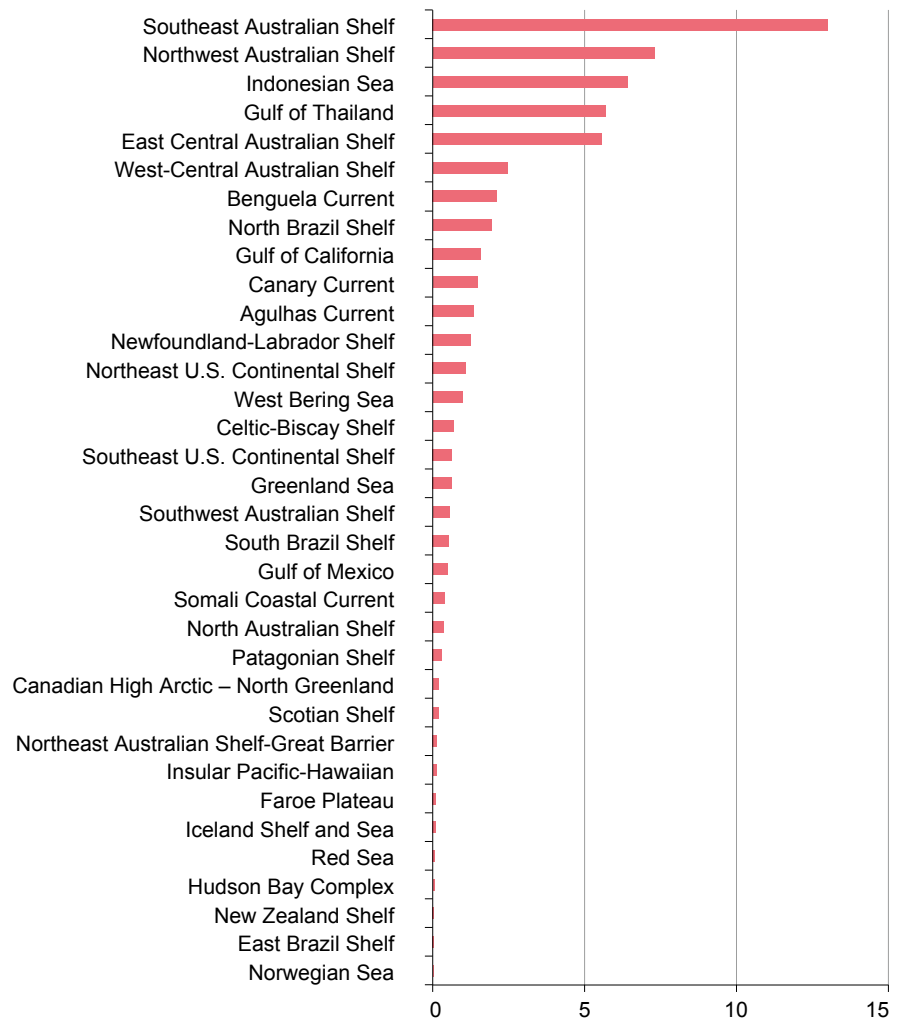 Southeast Australian Shelf
Northwest Australian Shelf
Indonesian Sea
Gulf of Thailand
East Central Australian Shelf
West-Central Australian Shelf
Benguela Current
North Brazil Shelf
Gulf of California
Canary Current
Agulhas Current
Newfoundland-Labrador Shelf
Northeast U.S. Continental Shelf
West Bering Sea
Celtic-Biscay Shelf
Southeast U.S. Continental Shelf
Greenland Sea
Southwest Australian Shelf
South Brazil Shelf
Gulf of Mexico
Somali Coastal Current
North Australian Shelf
Patagonian Shelf
Canadian High Arctic – North Greenland
Scotian Shelf
Northeast Australian Shelf-Great Barrier
Insular Pacific-Hawaiian
Faroe Plateau
Iceland Shelf and Sea
Red Sea
Hudson Bay Complex
New Zealand Shelf
East Brazil Shelf
Norwegian Sea
0 5 10 15